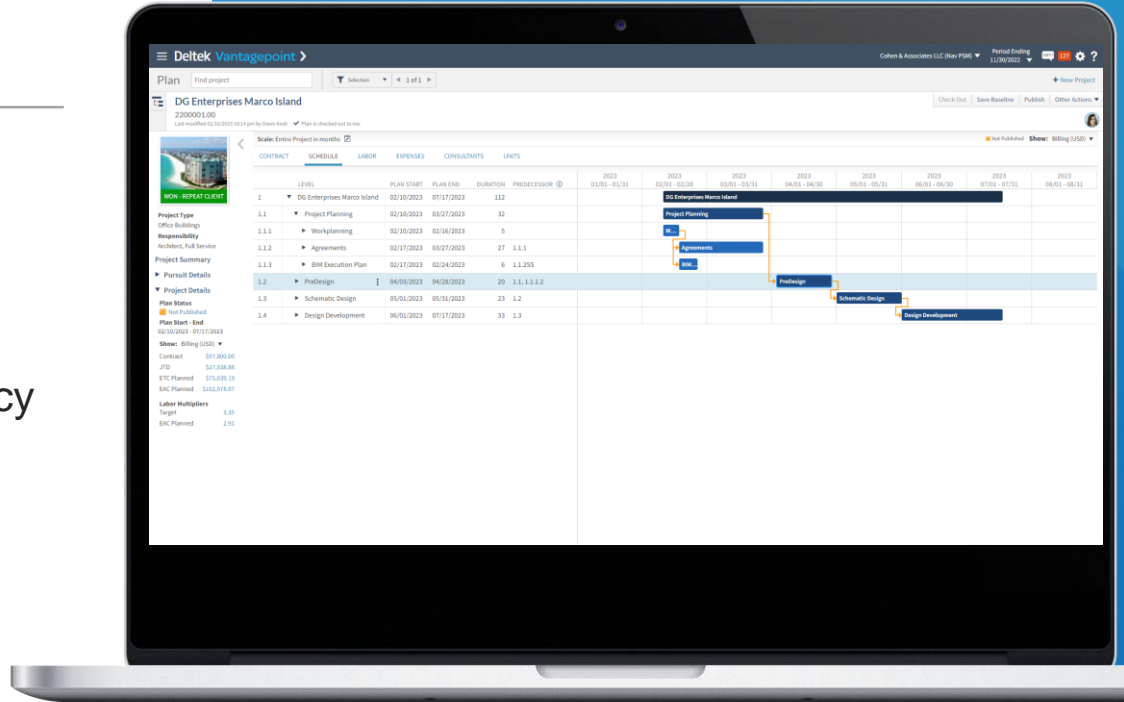 cy
Deltek Vantagepoint
Cohen & Associates LLC (Nav PSM)
Period Ending
11/30/2022
127
?
Plan
Find project
Selection
1 of 1
+ New Project
DG Enterprises Marco Island
2200001.00
Plan is checked out to me.
Check Out
Save Baseline
Publish
Other Actions
WON - REPEAT CLIENT
Project Type
Office Buildings
Responsibility
Architect, Full Service
Project Summary
Pursuit Details
Project Details
Plan Status
Not Published
Plan Start - End
02/10/2023 - 07/17/2023
Show: Billing (USD)
Contract
JTD $27,938.88
ETC Planned $75,039.19
EAC Planned $102,978.07
Labor Multipliers
Target 3.35
EAC Planned 2.91
Scale: Entire Project in months
Not Published Show: Billing (USD)
CONTRACT SCHEDULE LABOR EXPENSES CONSULTANTS UNITS
LEVEL PLAN START PLAN END DURATION PREDECESSOR
2023 2023 2023 2023 2023 2023 2023 2023
01/01 - 01/31 02/01 - 02/28 03/01 - 03/31 04/01 - 04/30 05/01 - 05/31 06/01 - 06/30 07/01 - 07/31 08/01 - 08/31
1 DG Enterprises Marco Island 02/10/2023 07/17/2023 112 DG Enterprises Marco Island
1.1 Project Planning 02/10/2023 03/27/2023 32 Project Planning
1.1.1 Workplanning 02/10/2023 02/16/2023 5 W...
1.1.2 Agreements 02/17/2023 03/27/2023 27 1.1.1 Agreements
1.1.3 BIM Execution Plan 02/17/2023 02/24/2023 6 1.1.255 BIM...
1.2 PreDesign 04/03/2023 04/28/2023 20 1.1, 1.1.1.2 PreDesign
1.3 Schematic Design 05/01/2023 05/31/2023 23 1.2 Schematic Design
1.4 Design Development 06/01/2023 07/17/2023 33 1.3 Design Development